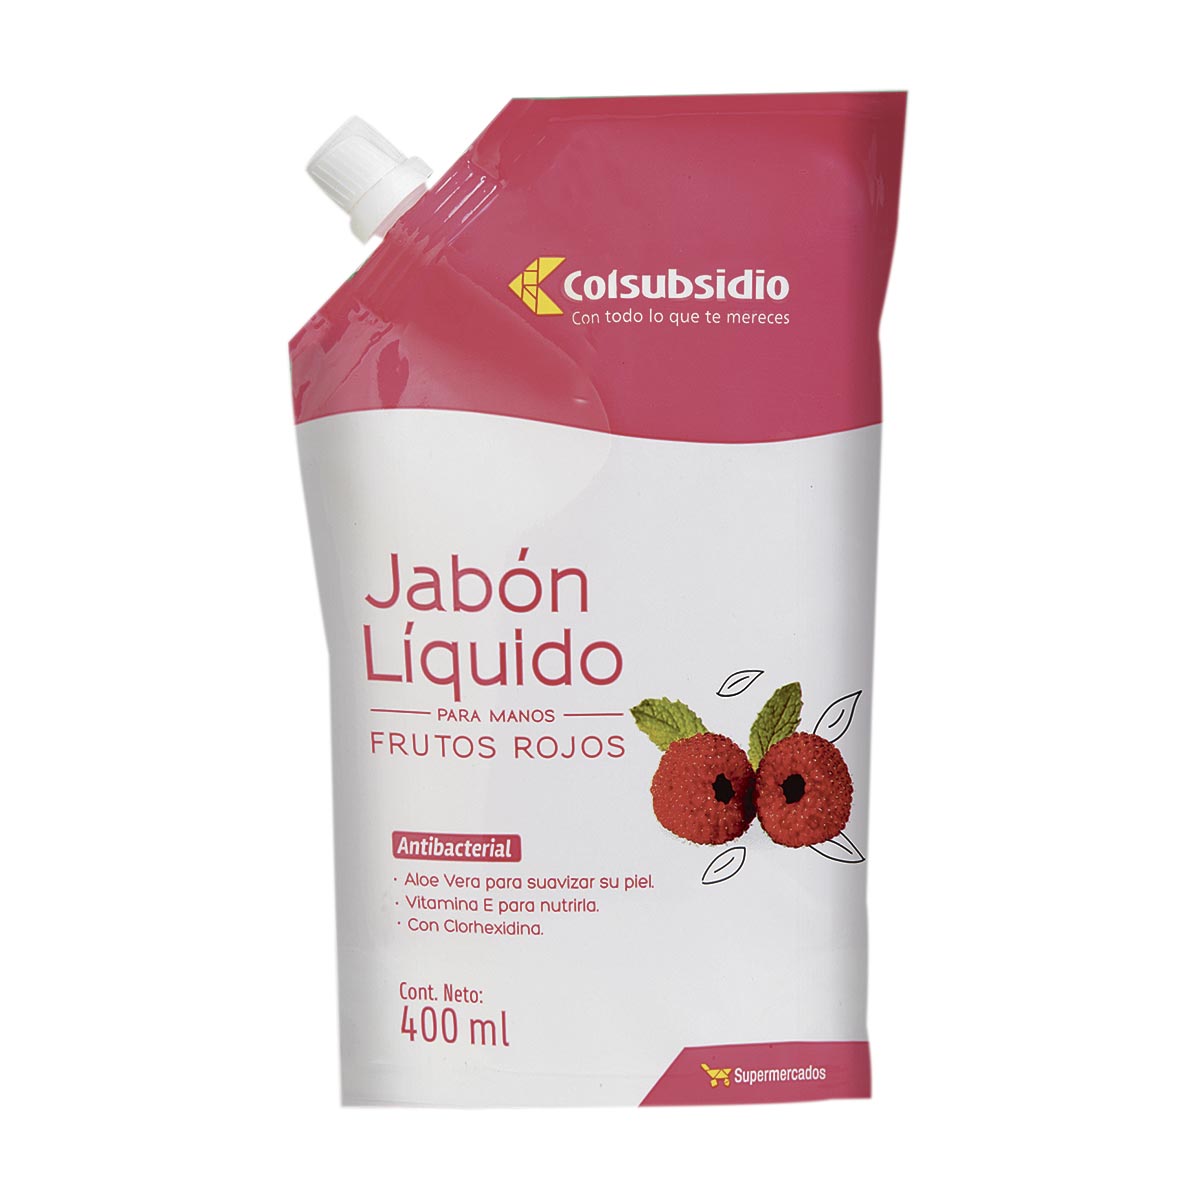 Colsubsidio
Con todo lo que te mereces
Jabón
Líquido
PARA MANOS
FRUTOS ROJOS
Antibacterial
· Aloe Vera para suavizar su piel.
· Vitamina E para nutrirla.
· Con Clorhexidina.
Cont. Neto:
400 ml
Supermercados